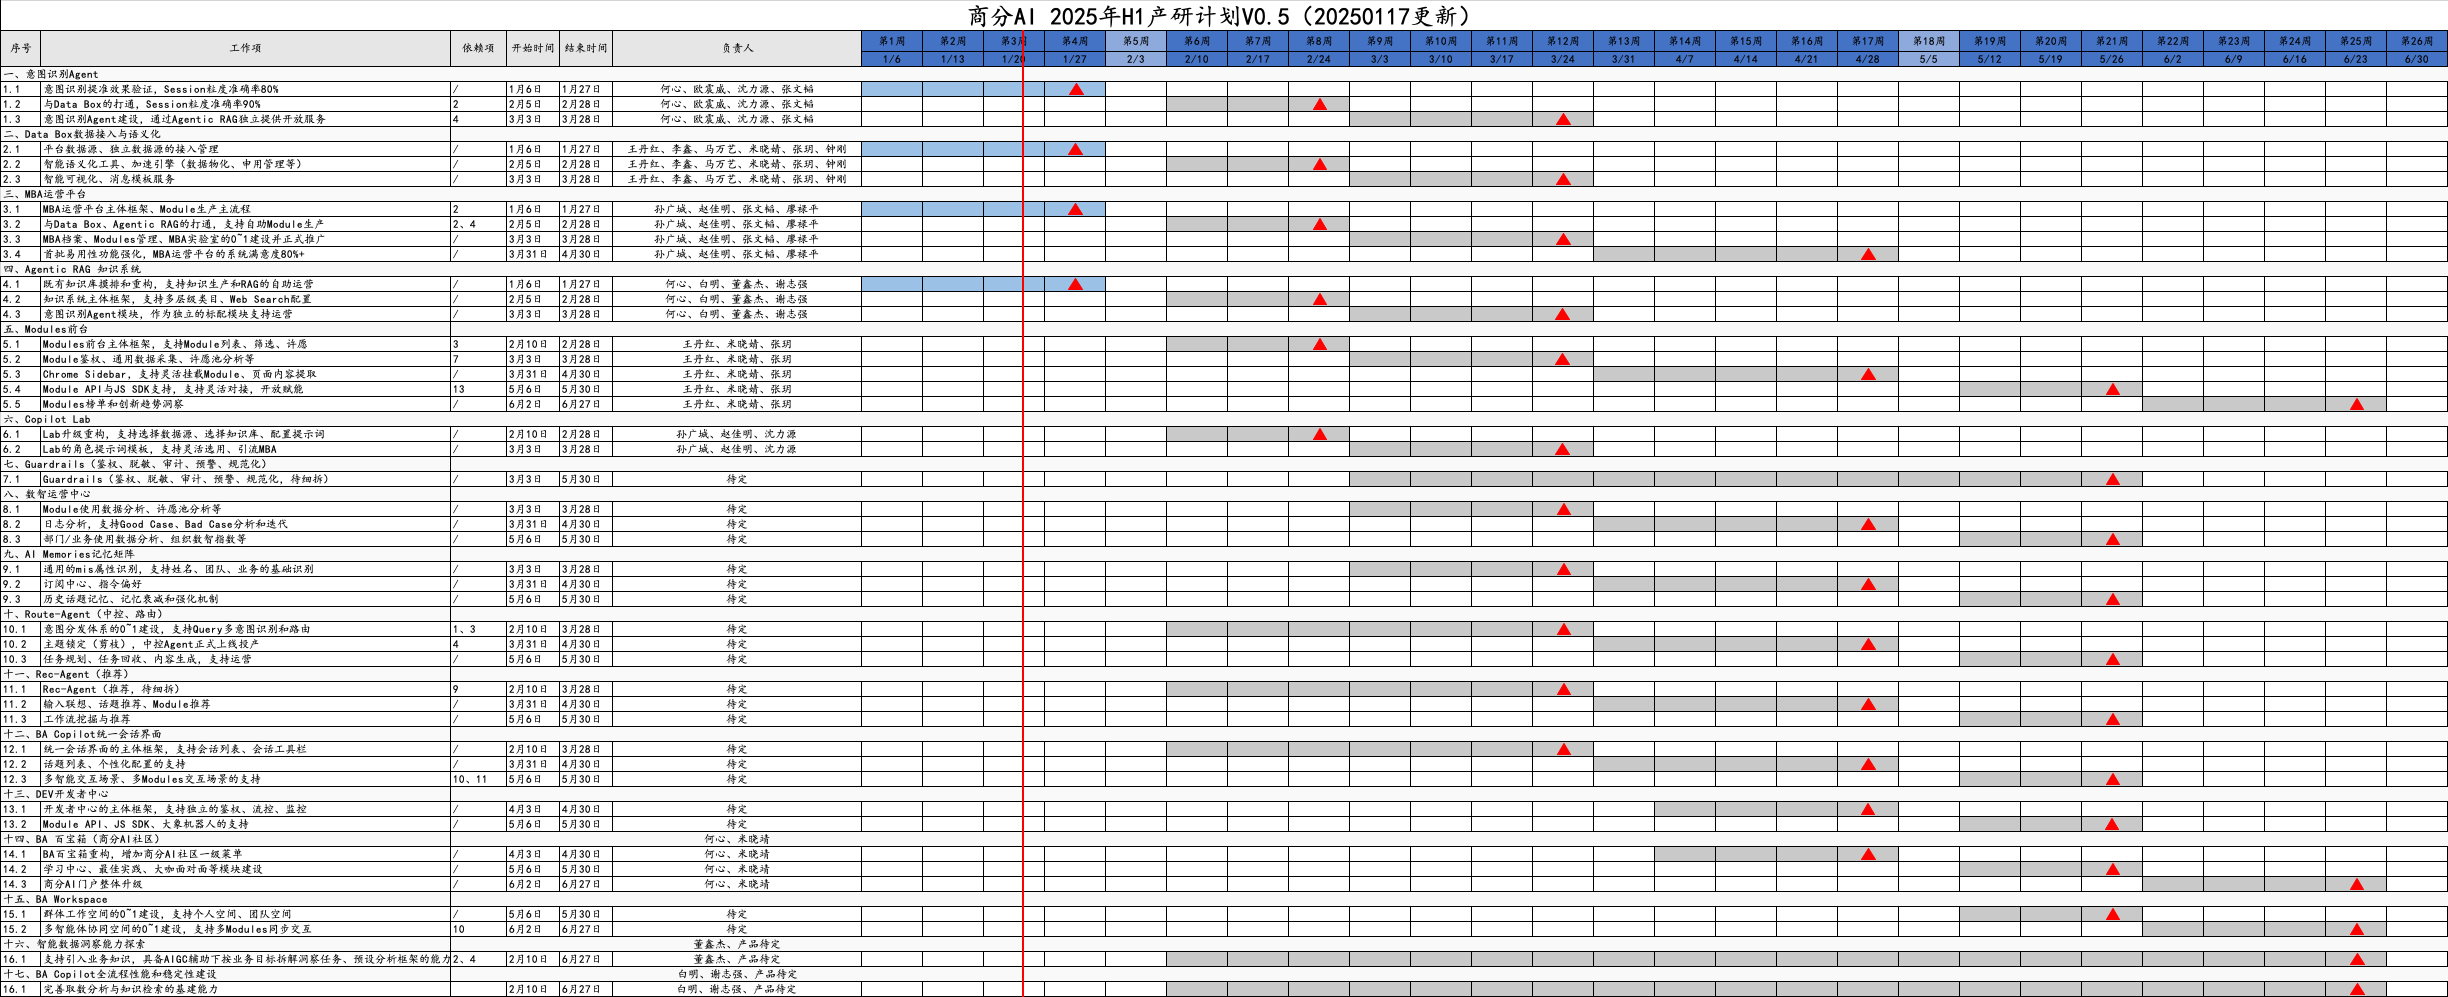 商分AI 2025年H1产研计划V0.5（20250117更新）
序号 工作项 依赖项 开始时间 结束时间 负责人 第1周 第2周 第3周 第4周 第5周 第6周 第7周 第8周 第9周 第10周 第11周 第12周 第13周 第14周 第15周 第16周 第17周 第18周 第19周 第20周 第21周 第22周 第23周 第24周 第25周 第26周
1/6 1/13 1/20 1/27 2/3 2/10 2/17 2/24 3/3 3/10 3/17 3/24 3/31 4/7 4/14 4/21 4/28 5/5 5/12 5/19 5/26 6/2 6/9 6/16 6/23 6/30
一、意图识别Agent
1.1 意图识别提准效果验证，Session粒度准确率80% / 1月6日 1月27日 何心、欧震威、沈力源、张文韬
1.2 与Data Box的打通，Session粒度准确率90% 2 2月5日 2月28日 何心、欧震威、沈力源、张文韬
1.3 意图识别Agent建设，通过Agentic RAG独立提供开放服务 4 3月3日 3月28日 何心、欧震威、沈力源、张文韬
二、Data Box数据接入与语义化
2.1 平台数据源、独立数据源的接入管理 / 1月6日 1月27日 王丹红、李鑫、马万艺、米晓婧、张玥、钟刚
2.2 智能语义化工具、加速引擎（数据物化、中用管理等） / 2月5日 2月28日 王丹红、李鑫、马万艺、米晓婧、张玥、钟刚
2.3 智能可视化、消息模板服务 / 3月3日 3月28日 王丹红、李鑫、马万艺、米晓婧、张玥、钟刚
三、MBA运营平台
3.1 MBA运营平台主体框架、Module生产主流程 2 1月6日 1月27日 孙广城、赵佳明、张文韬、廖禄平
3.2 与Data Box、Agentic RAG的打通，支持自助Module生产 2、4 2月5日 2月28日 孙广城、赵佳明、张文韬、廖禄平
3.3 MBA档案、Modules管理、MBA实验室的0~1建设并正式推广 / 3月3日 3月28日 孙广城、赵佳明、张文韬、廖禄平
3.4 首批易用性功能强化，MBA运营平台的系统满意度80%+ / 3月31日 4月30日 孙广城、赵佳明、张文韬、廖禄平
四、Agentic RAG 知识系统
4.1 既有知识库摸排和重构，支持知识生产和RAG的自助运营 / 1月6日 1月27日 何心、白明、董鑫杰、谢志强
4.2 知识系统主体框架，支持多层级类目、Web Search配置 / 2月5日 2月28日 何心、白明、董鑫杰、谢志强
4.3 意图识别Agent模块，作为独立的标配模块支持运营 / 3月3日 3月28日 何心、白明、董鑫杰、谢志强
五、Modules前台
5.1 Modules前台主体框架，支持Module列表、筛选、许愿 3 2月10日 2月28日 王丹红、米晓婧、张玥
5.2 Module鉴权、通用数据采集、许愿池分析等 7 3月3日 3月28日 王丹红、米晓婧、张玥
5.3 Chrome Sidebar，支持灵活挂载Module、页面内容提取 / 3月31日 4月30日 王丹红、米晓婧、张玥
5.4 Module API与JS SDK支持，支持灵活对接，开放赋能 13 5月6日 5月30日 王丹红、米晓婧、张玥
5.5 Modules榜单和创新趋势洞察 / 6月2日 6月27日 王丹红、米晓婧、张玥
六、Copilot Lab
6.1 Lab升级重构，支持选择数据源、选择知识库、配置提示词 / 2月10日 2月28日 孙广城、赵佳明、沈力源
6.2 Lab的角色提示词模板，支持灵活选用、引流MBA / 3月3日 3月28日 孙广城、赵佳明、沈力源
七、Guardrails（鉴权、脱敏、审计、预警、规范化）
7.1 Guardrails（鉴权、脱敏、审计、预警、规范化，待细拆） / 3月3日 5月30日 待定
八、数智运营中心
8.1 Module使用数据分析、许愿池分析等 / 3月3日 3月28日 待定
8.2 日志分析，支持Good Case、Bad Case分析和迭代 / 3月31日 4月30日 待定
8.3 部门/业务使用数据分析、组织数智指数等 / 5月6日 5月30日 待定
九、AI Memories记忆矩阵
9.1 通用的mis属性识别，支持姓名、团队、业务的基础识别 / 3月3日 3月28日 待定
9.2 订阅中心、指令偏好 / 3月31日 4月30日 待定
9.3 历史话题记忆、记忆衰减和强化机制 / 5月6日 5月30日 待定
十、Route-Agent（中控、路由）
10.1 意图分发体系的0~1建设，支持Query多意图识别和路由 1、3 2月10日 3月28日 待定
10.2 主题锁定（剪枝），中控Agent正式上线投产 4 3月31日 4月30日 待定
10.3 任务规划、任务回收、内容生成，支持运营 / 5月6日 5月30日 待定
十一、Rec-Agent（推荐）
11.1 Rec-Agent（推荐，待细拆） 9 2月10日 3月28日 待定
11.2 输入联想、话题推荐、Module推荐 / 3月31日 4月30日 待定
11.3 工作流挖掘与推荐 / 5月6日 5月30日 待定
十二、BA Copilot统一会话界面
12.1 统一会话界面的主体框架，支持会话列表、会话工具栏 / 2月10日 3月28日 待定
12.2 话题列表、个性化配置的支持 / 3月31日 4月30日 待定
12.3 多智能交互场景、多Modules交互场景的支持 10、11 5月6日 5月30日 待定
十三、DEV开发者中心
13.1 开发者中心的主体框架，支持独立的鉴权、流控、监控 / 4月3日 4月30日 待定
13.2 Module API、JS SDK、大象机器人的支持 / 5月6日 5月30日 待定
十四、BA 百宝箱（商分AI社区） 何心、米晓靖
14.1 BA百宝箱重构，增加商分AI社区一级菜单 / 4月3日 4月30日 何心、米晓靖
14.2 学习中心、最佳实践、大咖面对面等模块建设 / 5月6日 5月30日 何心、米晓靖
14.3 商分AI门户整体升级 / 6月2日 6月27日 何心、米晓靖
十五、BA Workspace
15.1 群体工作空间的0~1建设，支持个人空间、团队空间 / 5月6日 5月30日 待定
15.2 多智能体协同空间的0~1建设，支持多Modules同步交互 10 6月2日 6月27日 待定
十六、智能数据洞察能力探索 董鑫杰、产品待定
16.1 支持引入业务知识，具备AIGC辅助下按业务目标拆解洞察任务、预设分析框架的能力 2、4 2月10日 6月27日 董鑫杰、产品待定
十七、BA Copilot全流程性能和稳定性建设 白明、谢志强、产品待定
16.1 完善取数分析与知识检索的基建能力 2月10日 6月27日 白明、谢志强、产品待定